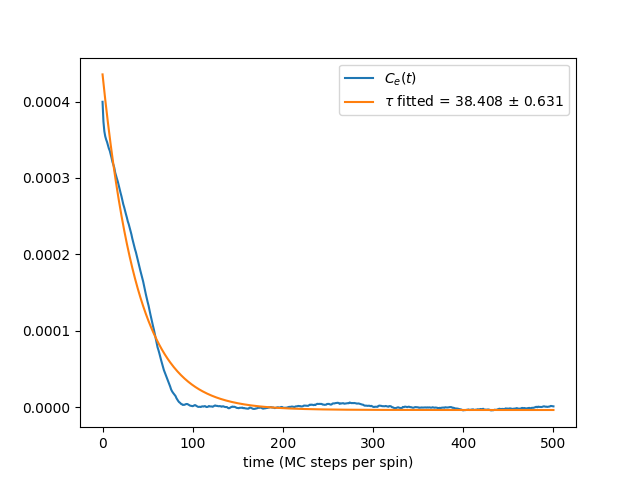 C_e(t)
τ fitted = 38.408 ± 0.631
0.0004
0.0003
0.0002
0.0001
0.0000
0 100 200 300 400 500
time (MC steps per spin)